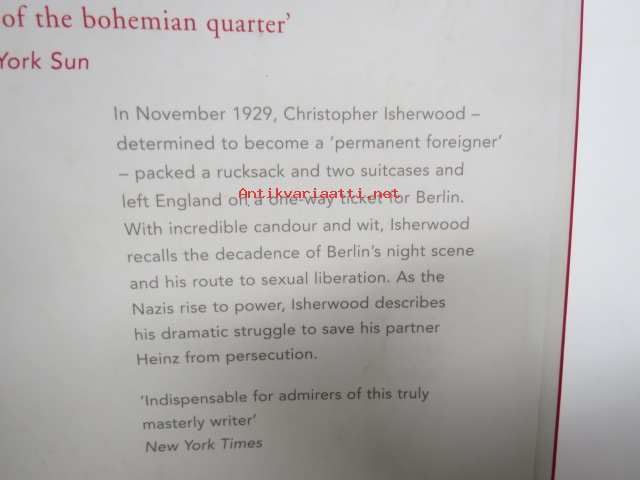 of the bohemian quarter’
York Sun
In November 1929, Christopher Isherwood –
determined to become a ‘permanent foreigner’
– packed a rucksack and two suitcases and
Antikvariaatti.net
left England on a one-way ticket for Berlin.
With incredible candour and wit, Isherwood
recalls the decadence of Berlin’s night scene
and his route to sexual liberation. As the
Nazis rise to power, Isherwood describes
his dramatic struggle to save his partner
Heinz from persecution.
‘Indispensable for admirers of this truly
masterly writer’
New York Times